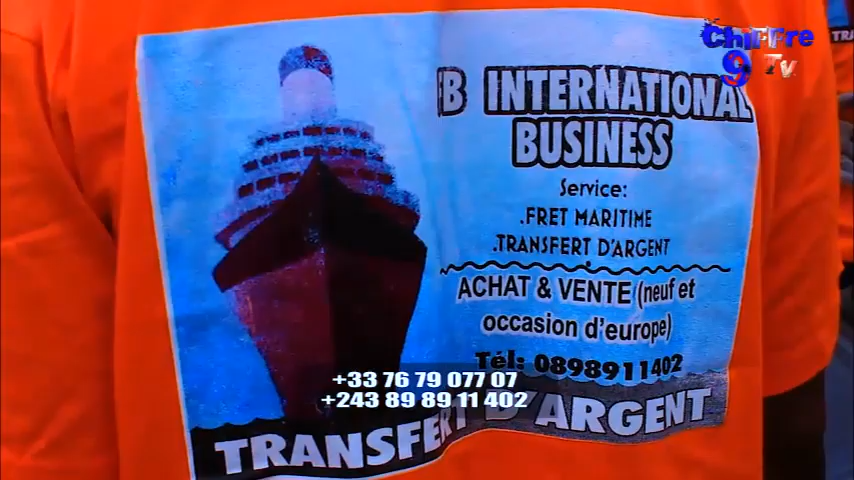 Chiffre
9 Tv
B INTERNATIONAL
BUSINESS
Service:
.FRET MARITIME
.TRANSFERT D'ARGENT
ACHAT & VENTE (neuf et
occasion d'europe)
Tél: 0898911402
+33 76 79 077 07
+243 89 89 11 402
TRANSFERT D'ARGENT